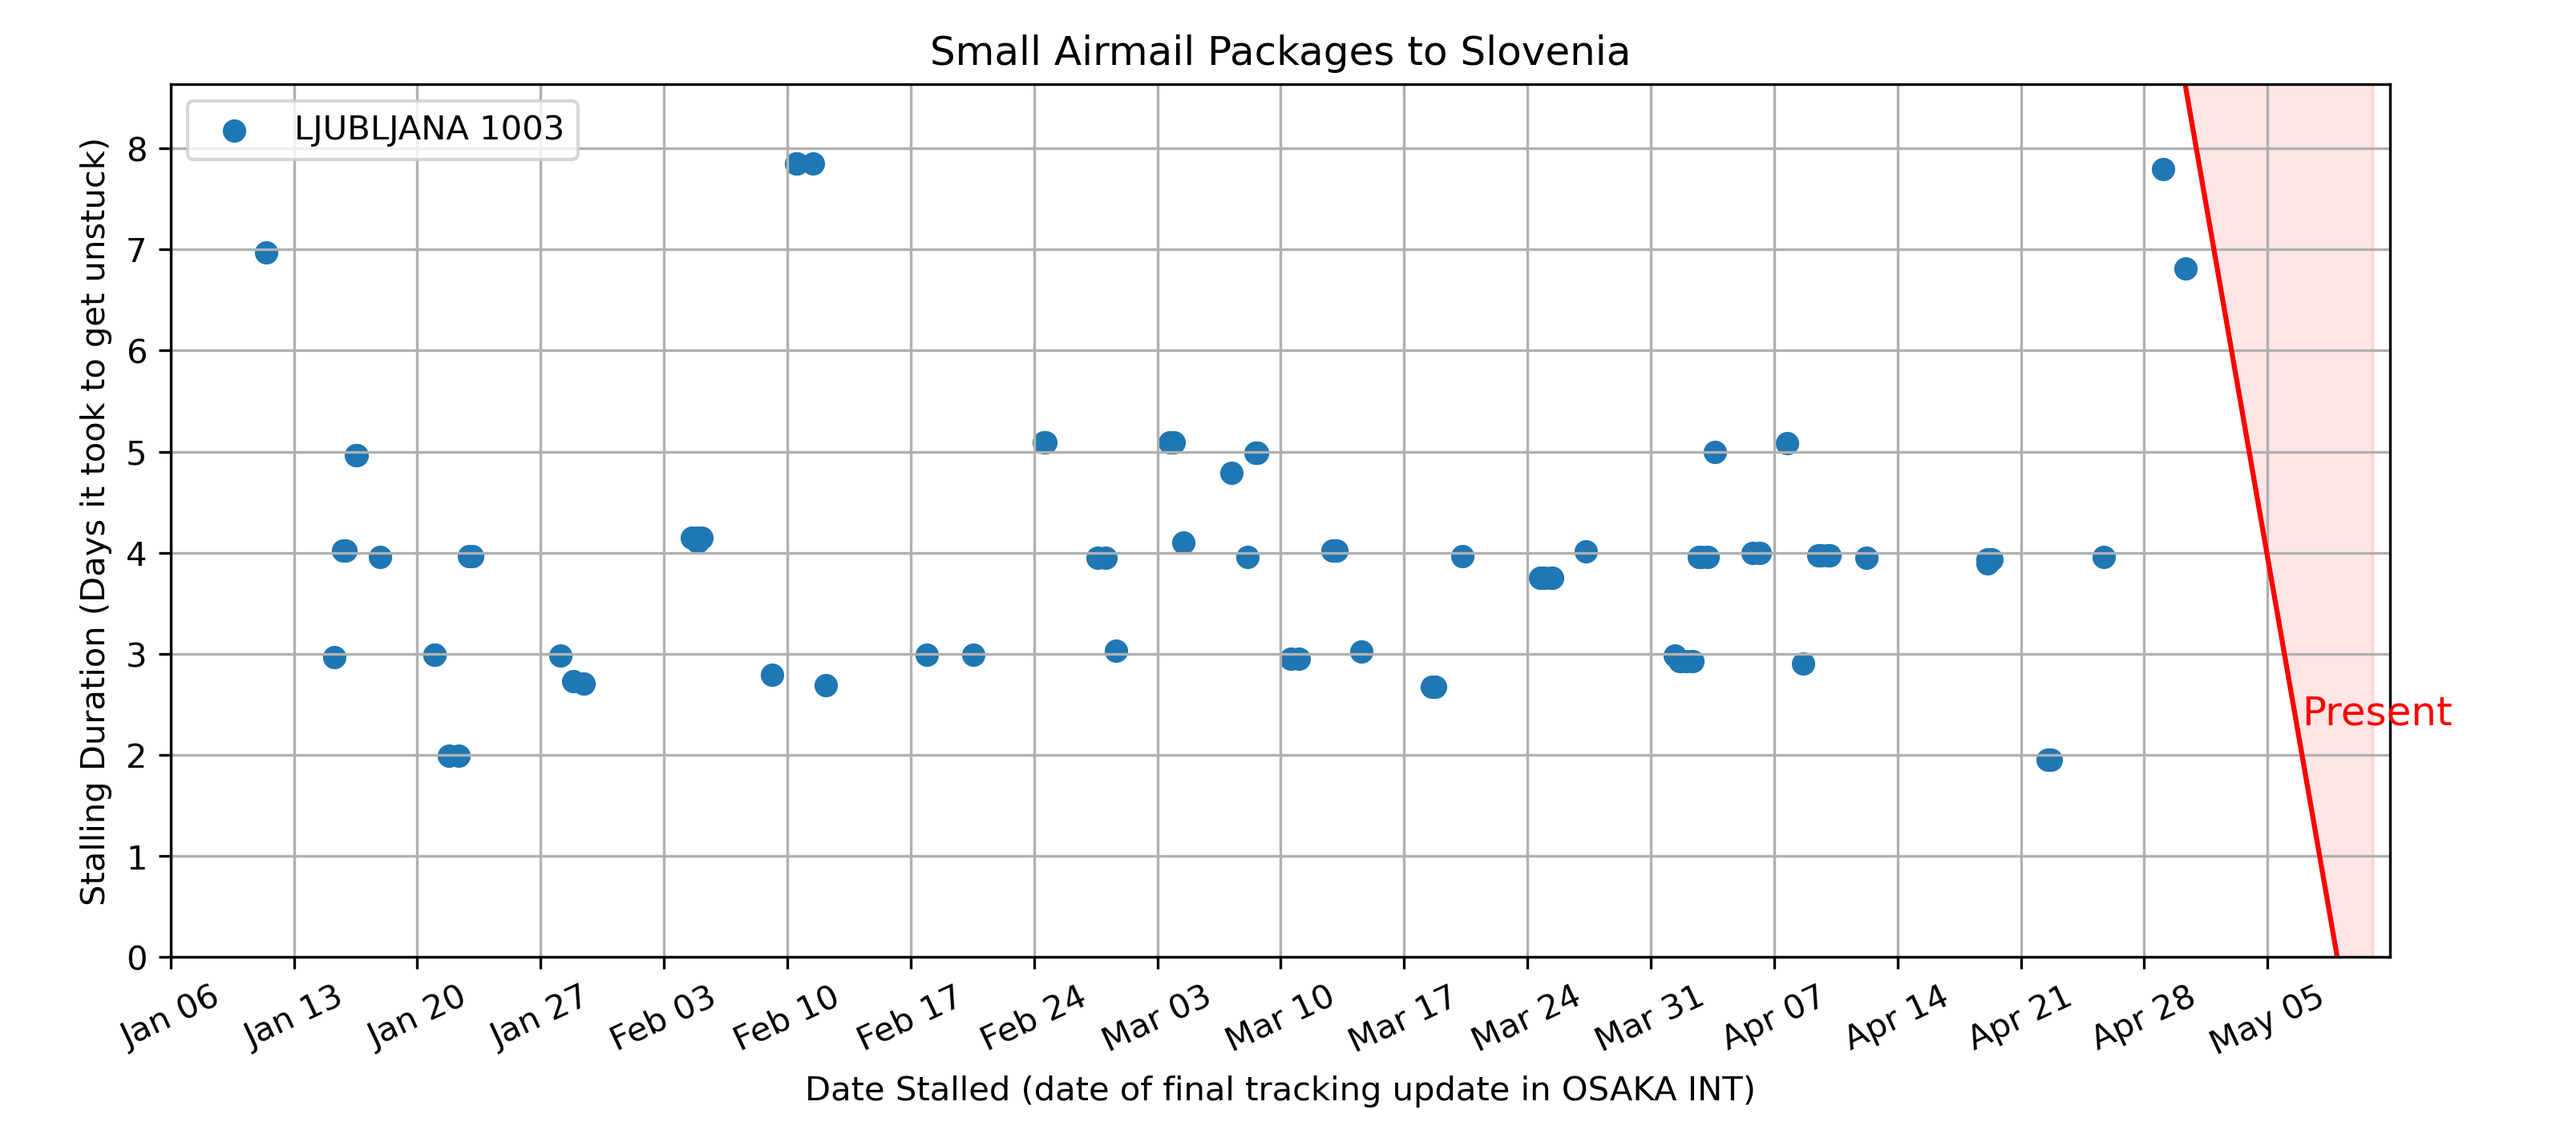 Small Airmail Packages to Slovenia
LJUBLJANA 1003
Stalling Duration (Days it took to get unstuck)
8
7
6
5
4
3
2
1
0
Present
Jan 06 Jan 13 Jan 20 Jan 27 Feb 03 Feb 10 Feb 17 Feb 24 Mar 03 Mar 10 Mar 17 Mar 24 Mar 31 Apr 07 Apr 14 Apr 21 Apr 28 May 05
Date Stalled (date of final tracking update in OSAKA INT)